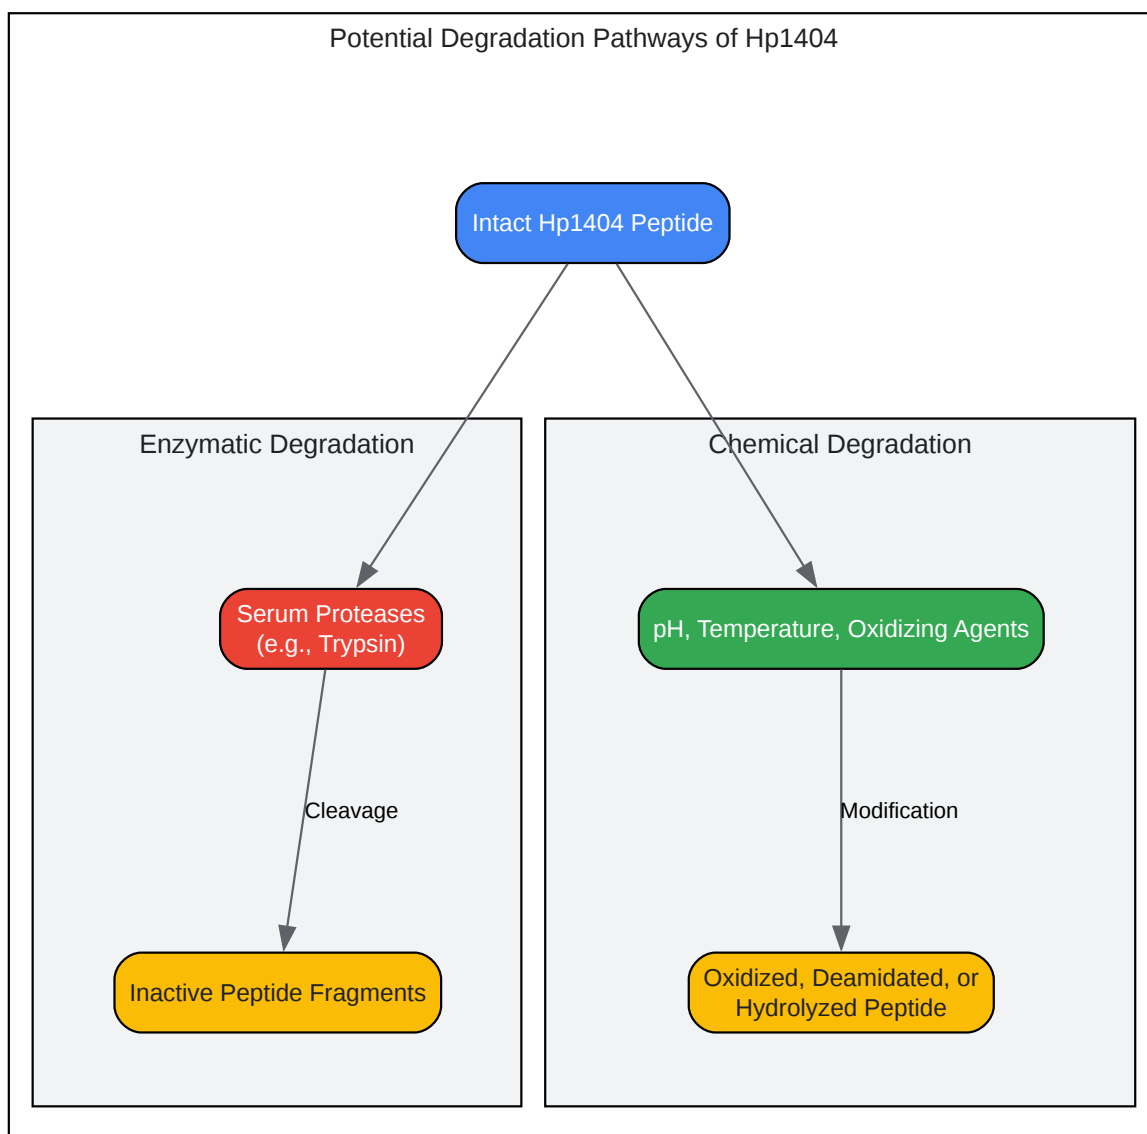 Potential Degradation Pathways of Hp1404
Intact Hp1404 Peptide
Enzymatic Degradation
Chemical Degradation
Serum Proteases
(e.g., Trypsin)
pH, Temperature, Oxidizing Agents
Cleavage
Modification
Inactive Peptide Fragments
Oxidized, Deamidated, or
Hydrolyzed Peptide